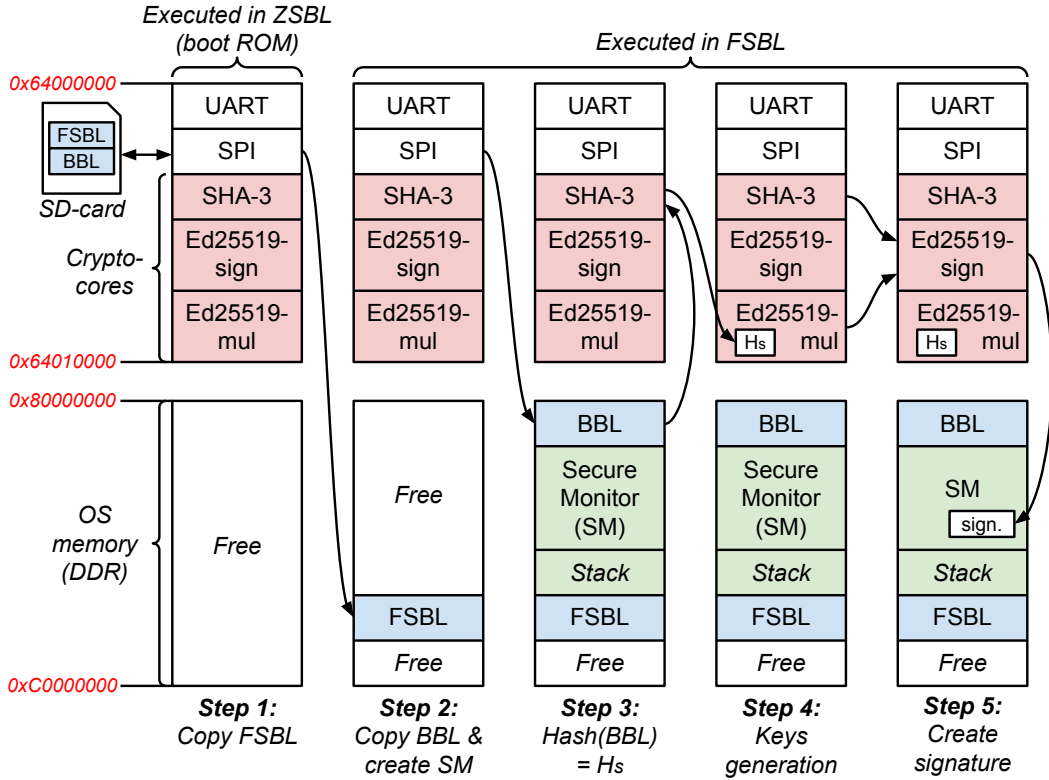 Executed in ZSBL
(boot ROM)
Executed in FSBL
0x64000000
FSBL
BBL
SD-card
Crypto-
cores
0x64010000
0x80000000
OS
memory
(DDR)
0xC0000000
UART
SPI
SHA-3
Ed25519-
sign
Ed25519-
mul
Free
Step 1:
Copy FSBL
UART
SPI
SHA-3
Ed25519-
sign
Ed25519-
mul
Free
FSBL
Free
Step 2:
Copy BBL &
create SM
UART
SPI
SHA-3
Ed25519-
sign
Ed25519-
mul
BBL
Secure
Monitor
(SM)
Stack
FSBL
Free
Step 3:
Hash(BBL)
= Hs
UART
SPI
SHA-3
Ed25519-
sign
Ed25519-
Hs mul
BBL
Secure
Monitor
(SM)
Stack
FSBL
Free
Step 4:
Keys
generation
UART
SPI
SHA-3
Ed25519-
sign
Ed25519-
Hs mul
BBL
SM
sign.
Stack
FSBL
Free
Step 5:
Create
signature